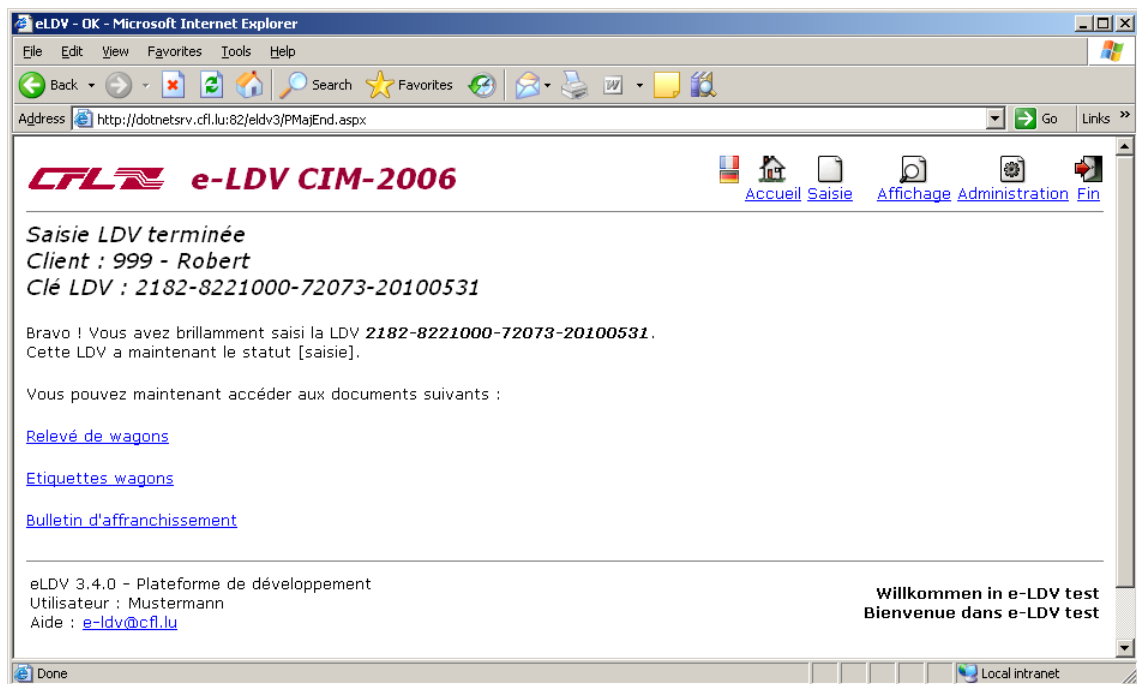 eLDV - OK - Microsoft Internet Explorer
File Edit View Favorites Tools Help
Back Search Favorites
Address http://dotnetsrv.cfl.lu:82/eldv3/PMajEnd.aspx Go Links »
CFL e-LDV CIM-2006
Accueil Saisie Affichage Administration Fin
Saisie LDV terminée
Client : 999 - Robert
Clé LDV : 2182-8221000-72073-20100531
Bravo ! Vous avez brillamment saisi la LDV 2182-8221000-72073-20100531.
Cette LDV a maintenant le statut [saisie].
Vous pouvez maintenant accéder aux documents suivants :
Relevé de wagons
Etiquettes wagons
Bulletin d'affranchissement
eLDV 3.4.0 - Plateforme de développement
Utilisateur : Mustermann
Aide : e-ldv@cfl.lu
Willkommen in e-LDV test
Bienvenue dans e-LDV test
Done Local intranet